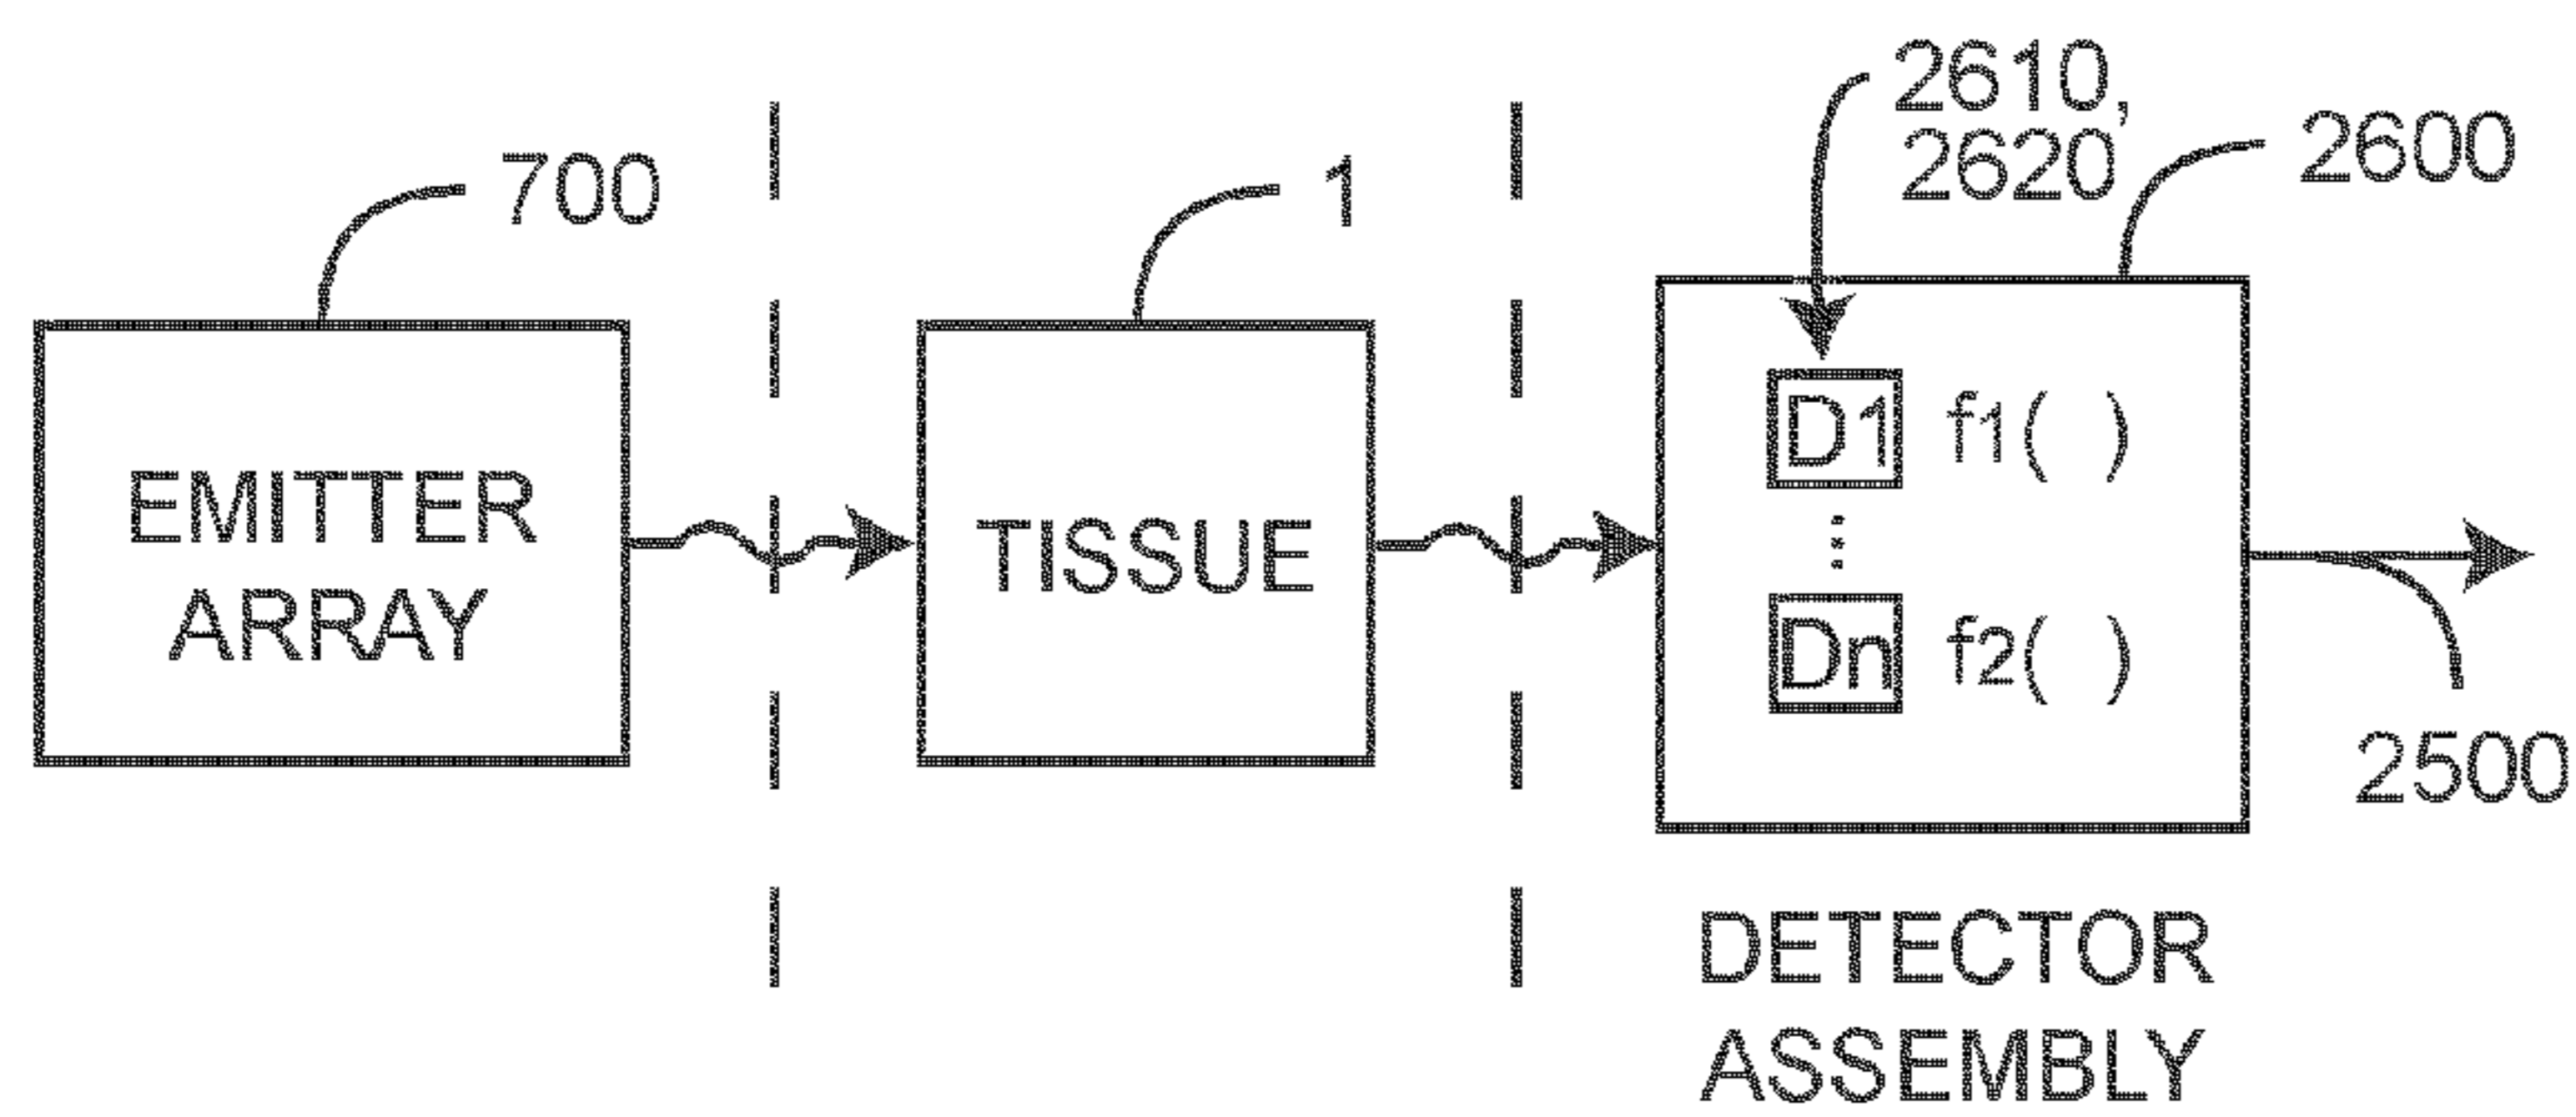 700
1
2610,
2620
2600
EMITTER
ARRAY
TISSUE
D1 f1( )
Dn f2( )
2500
DETECTOR
ASSEMBLY